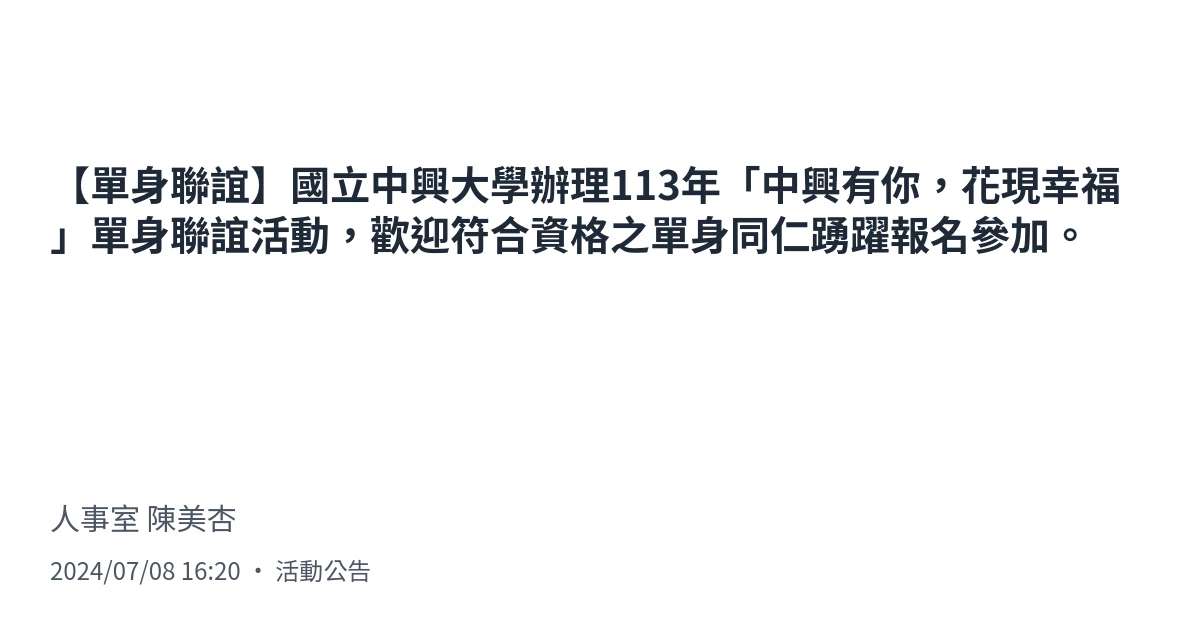 【單身聯誼】國立中興大學辦理113年「中興有你，花現幸福
」單身聯誼活動，歡迎符合資格之單身同仁踴躍報名參加。
人事室 陳美杏
2024/07/08 16:20 • 活動公告